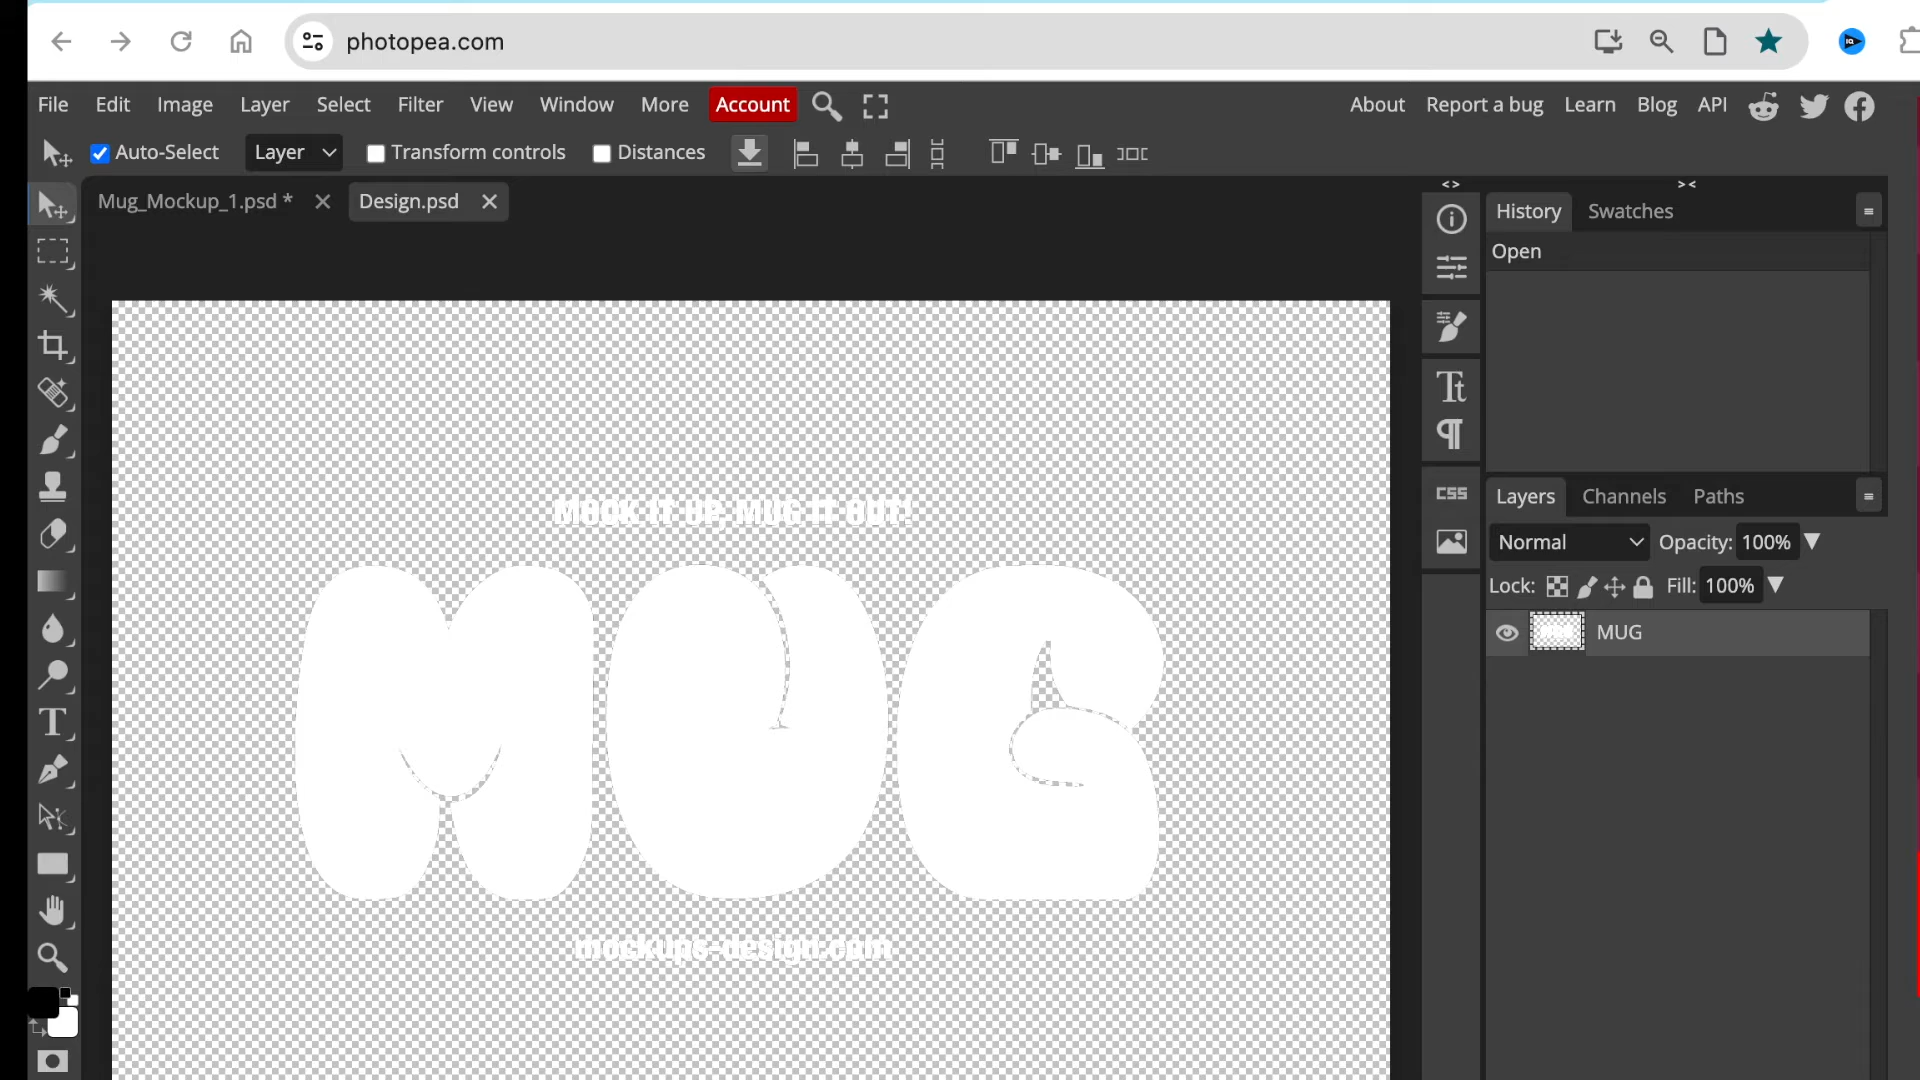 photopea.com
File Edit Image Layer Select Filter View Window More Account About Report a bug Learn Blog API
Auto-Select Layer Transform controls Distances
Mug_Mockup_1.psd * Design.psd
History Swatches
Open
MOCK IT UP, MUG IT OUT!
MUG
mockups-design.com
CSS
Layers Channels Paths
Normal Opacity: 100%
Lock: Fill: 100%
MUG